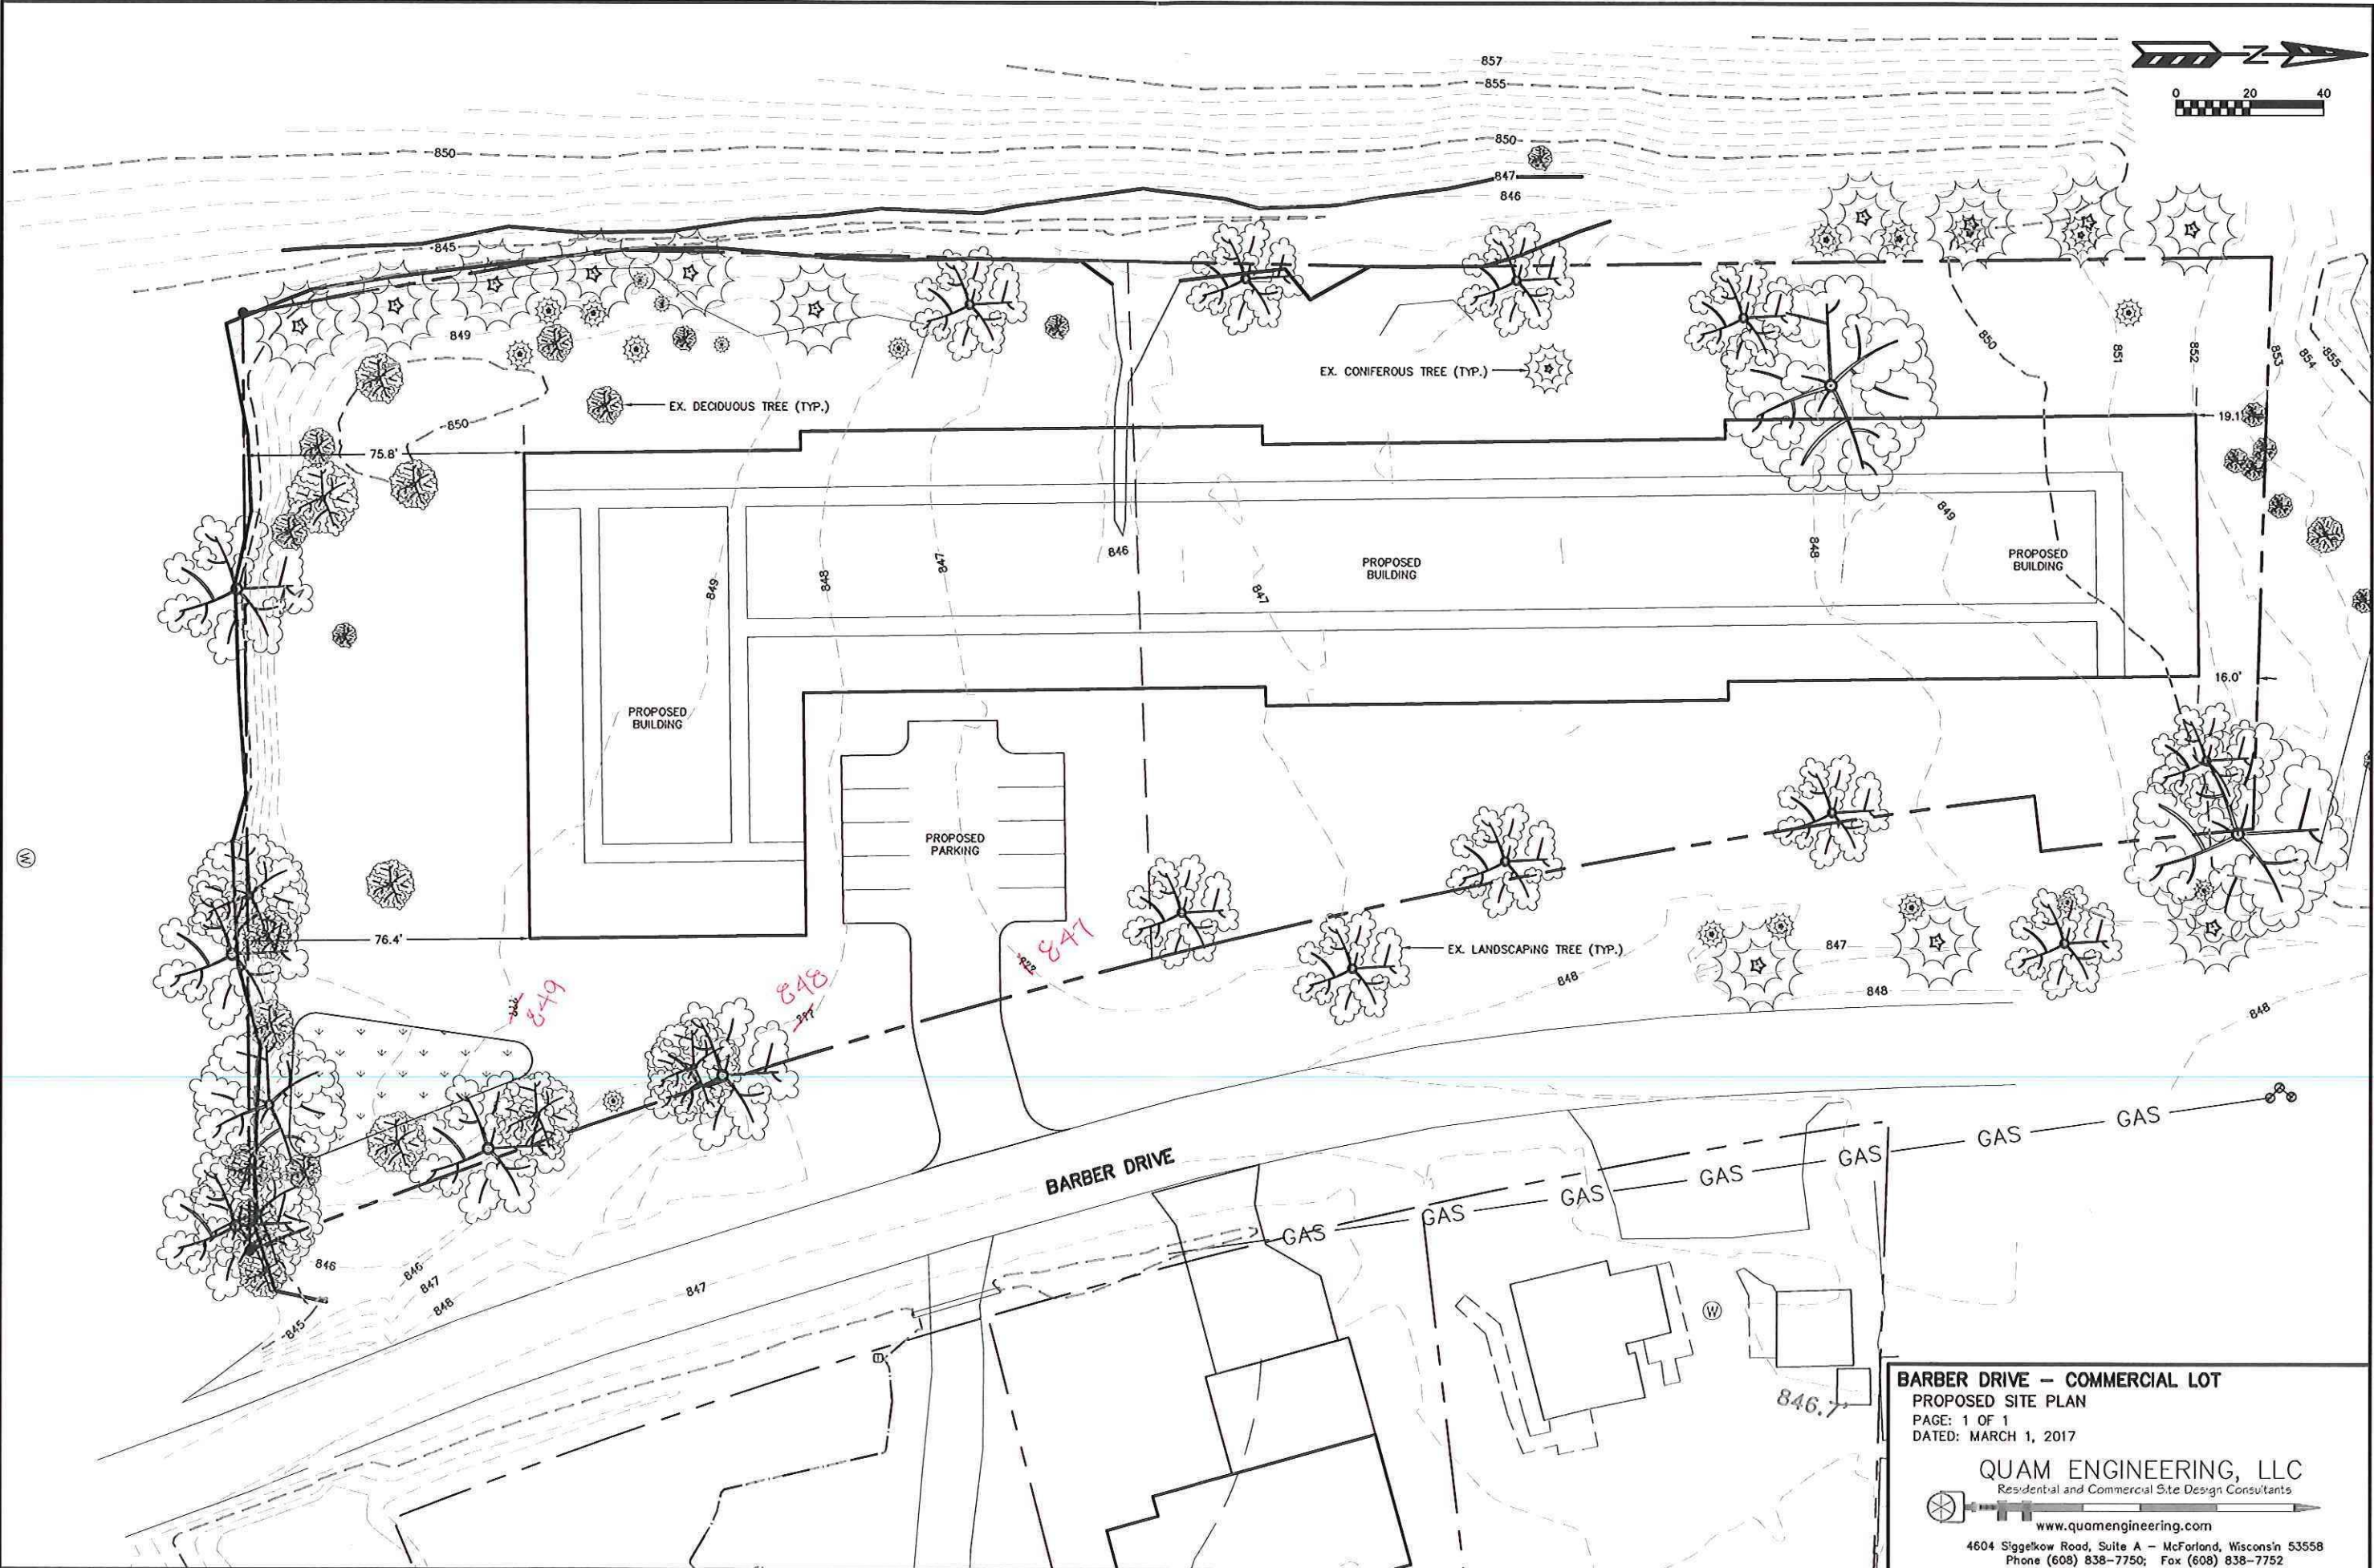 Z
0 20 40
857
855
850
850
847
846
845
849
850
EX. CONIFEROUS TREE (TYP.)
EX. DECIDUOUS TREE (TYP.)
850
851
852
853
854
855
19.1'
75.8'
849
848
847
846
847
848
849
PROPOSED
BUILDING
PROPOSED
BUILDING
PROPOSED
BUILDING
16.0'
PROPOSED
PARKING
W
76.4'
849
848
847
EX. LANDSCAPING TREE (TYP.)
847
848
848
848
BARBER DRIVE
GAS GAS GAS GAS GAS GAS GAS
846
846
847
848
845
847
W
846.7'
BARBER DRIVE – COMMERCIAL LOT
PROPOSED SITE PLAN
PAGE: 1 OF 1
DATED: MARCH 1, 2017
QUAM ENGINEERING, LLC
Residential and Commercial Site Design Consultants
www.quamengineering.com
4604 Siggelkow Road, Suite A – McFarland, Wisconsin 53558
Phone (608) 838–7750; Fax (608) 838–7752